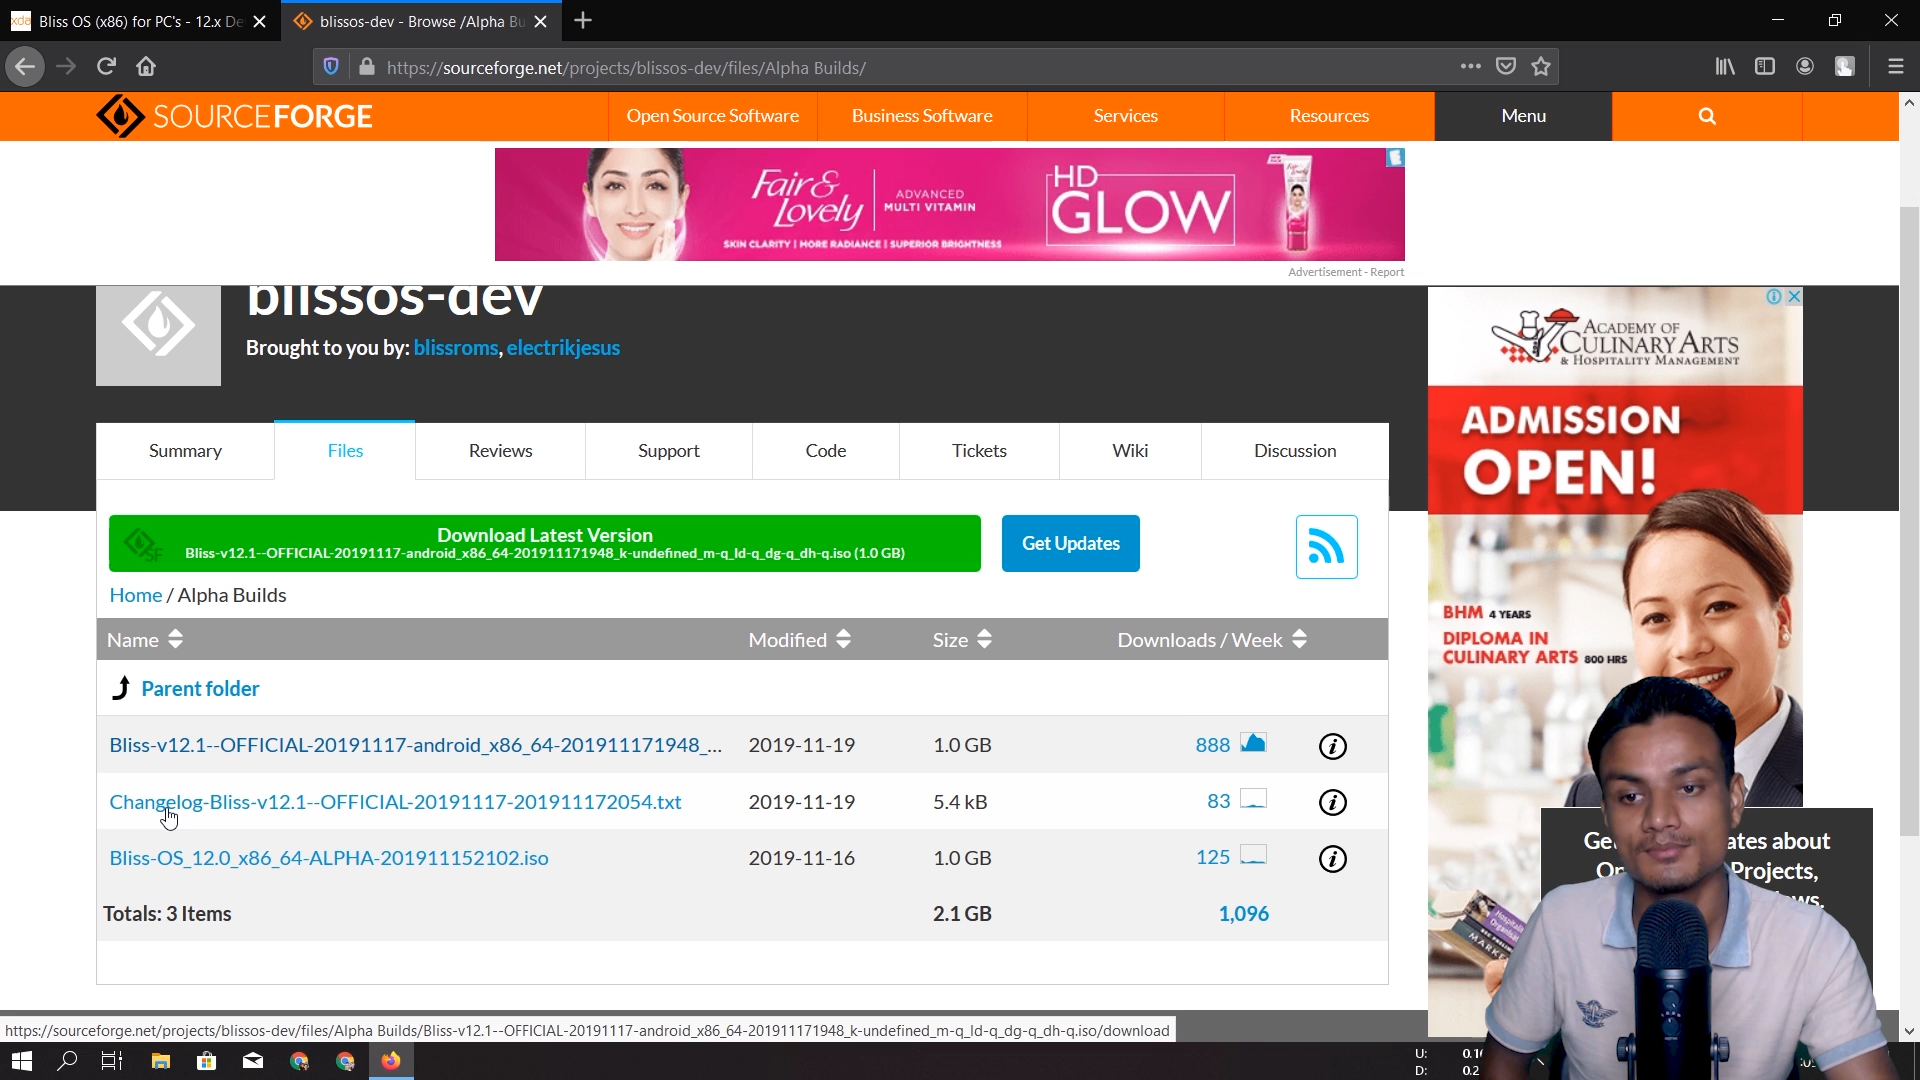 xda Bliss OS (x86) for PC's - 12.x De
blissos-dev - Browse /Alpha Bu
https://sourceforge.net/projects/blissos-dev/files/Alpha Builds/
SOURCEFORGE
Open Source Software
Business Software
Services
Resources
Menu
Fair & Lovely
ADVANCED
MULTI VITAMIN
HD
GLOW
SKIN CLARITY | MORE RADIANCE | SUPERIOR BRIGHTNESS
Advertisement - Report
blissos-dev
Brought to you by: blissroms, electrikjesus
Summary
Files
Reviews
Support
Code
Tickets
Wiki
Discussion
Download Latest Version
Bliss-v12.1--OFFICIAL-20191117-android_x86_64-201911171948_k-undefined_m-q_ld-q_dg-q_dh-q.iso (1.0 GB)
SF
Get Updates
Home / Alpha Builds
Name Modified Size Downloads / Week
Parent folder
Bliss-v12.1--OFFICIAL-20191117-android_x86_64-201911171948_... 2019-11-19 1.0 GB 888
Changelog-Bliss-v12.1--OFFICIAL-20191117-201911172054.txt 2019-11-19 5.4 kB 83
Bliss-OS_12.0_x86_64-ALPHA-201911152102.iso 2019-11-16 1.0 GB 125
Totals: 3 Items 2.1 GB 1,096
ACADEMY OF
CULINARY ARTS
& HOSPITALITY MANAGEMENT
ADMISSION
OPEN!
BHM 4 YEARS
DIPLOMA IN
CULINARY ARTS 800 HRS
Ge ates about
Or Projects,
ws.
https://sourceforge.net/projects/blissos-dev/files/Alpha Builds/Bliss-v12.1--OFFICIAL-20191117-android_x86_64-201911171948_k-undefined_m-q_ld-q_dg-q_dh-q.iso/download
U:
D: